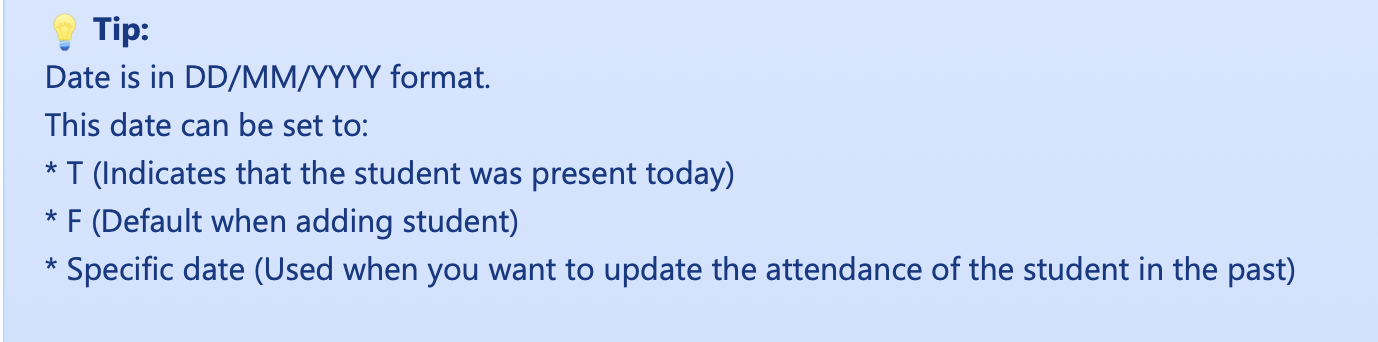 Tip:
Date is in DD/MM/YYYY format.
This date can be set to:
* T (Indicates that the student was present today)
* F (Default when adding student)
* Specific date (Used when you want to update the attendance of the student in the past)